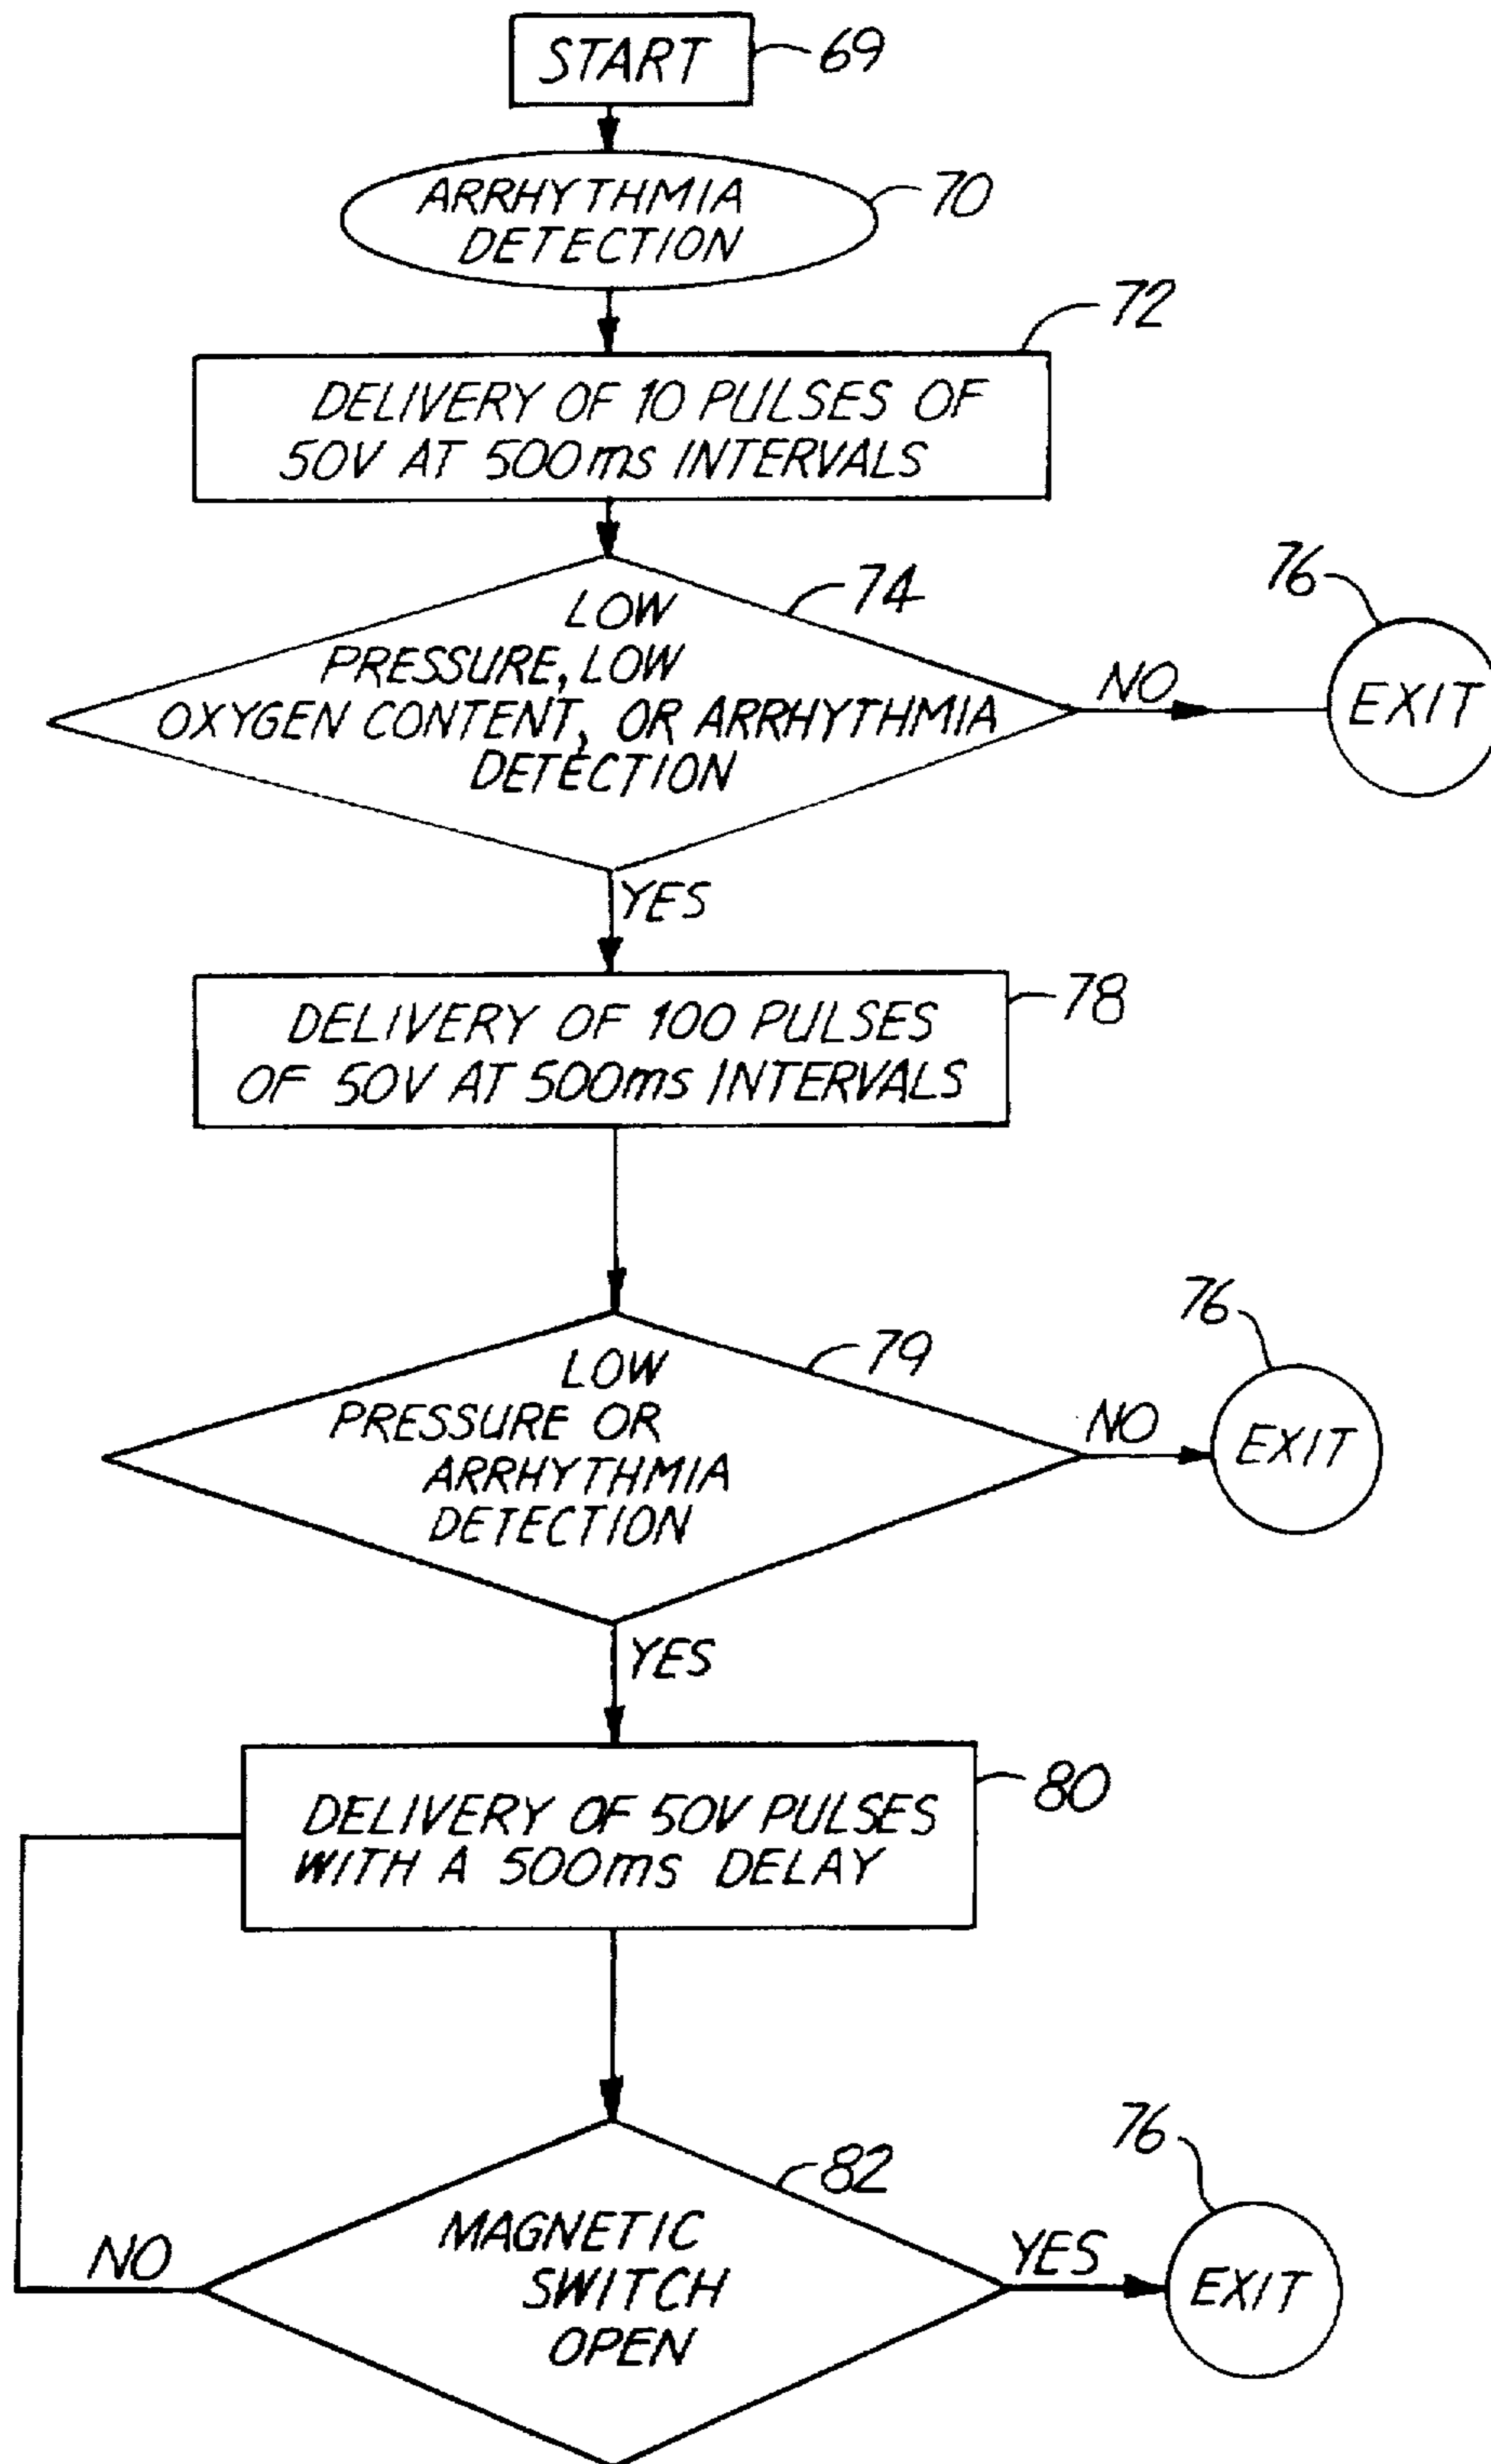 START
69
ARRHYTHMIA
DETECTION
70
72
DELIVERY OF 10 PULSES OF
50V AT 500ms INTERVALS
74
LOW
PRESSURE, LOW
OXYGEN CONTENT, OR ARRHYTHMIA
DETECTION
NO
76
EXIT
YES
78
DELIVERY OF 100 PULSES
OF 50V AT 500ms INTERVALS
79
LOW
PRESSURE OR
ARRHYTHMIA
DETECTION
NO
76
EXIT
YES
80
DELIVERY OF 50V PULSES
WITH A 500ms DELAY
82
MAGNETIC
SWITCH
OPEN
NO
YES
76
EXIT